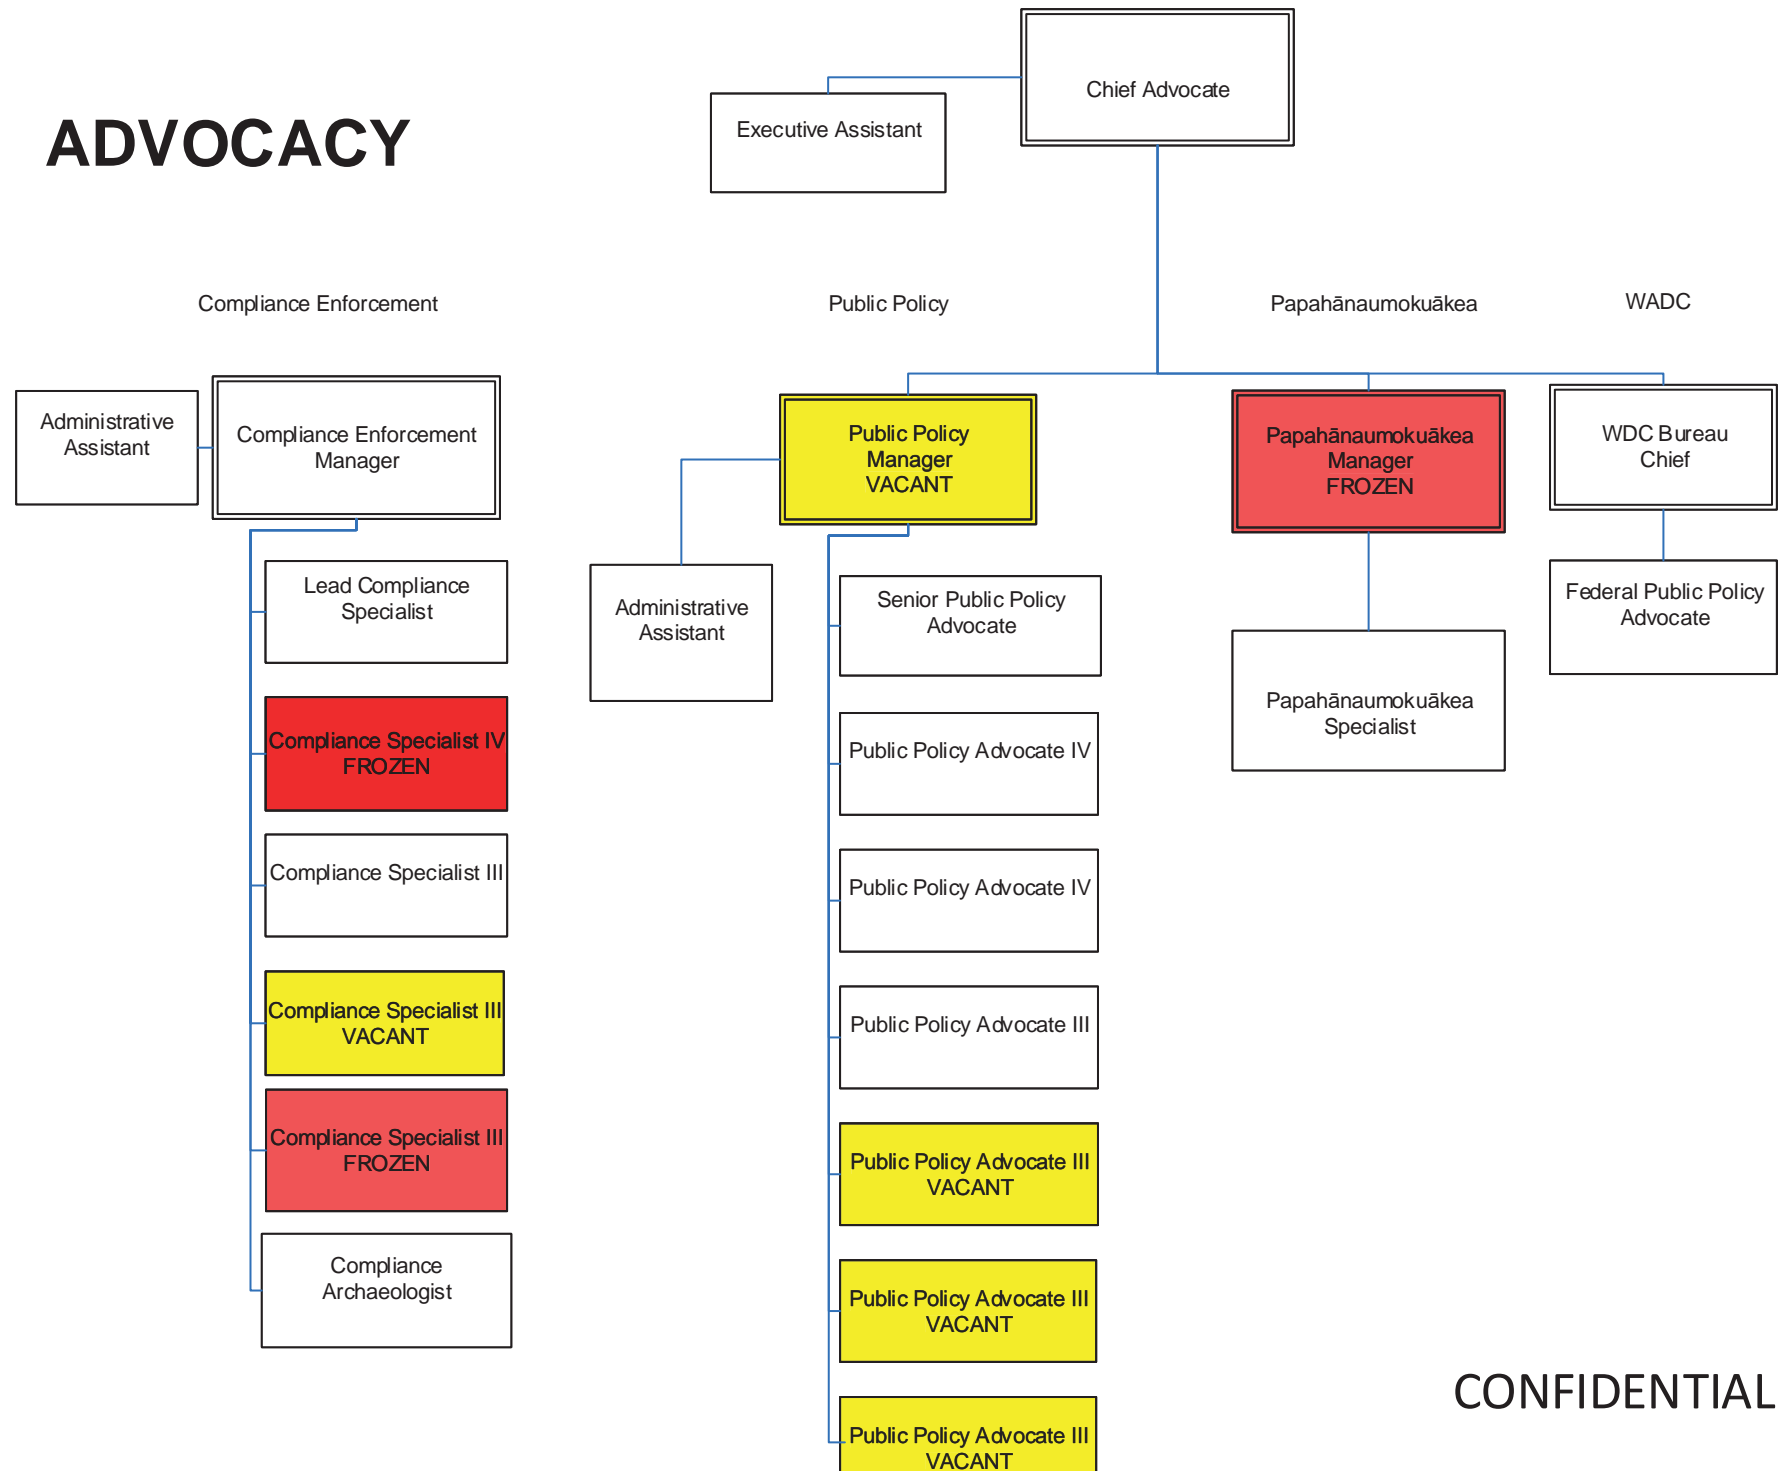 ADVOCACY
Chief Advocate
Executive Assistant
Compliance Enforcement
Public Policy
Papahānaumokuākea
WADC
Administrative
Assistant
Compliance Enforcement
Manager
Public Policy
Manager
VACANT
Papahānaumokuākea
Manager
FROZEN
WDC Bureau
Chief
Lead Compliance
Specialist
Compliance Specialist IV
FROZEN
Compliance Specialist III
Compliance Specialist III
VACANT
Compliance Specialist III
FROZEN
Compliance
Archaeologist
Administrative
Assistant
Senior Public Policy
Advocate
Public Policy Advocate IV
Public Policy Advocate IV
Public Policy Advocate III
Public Policy Advocate III
VACANT
Public Policy Advocate III
VACANT
Public Policy Advocate III
VACANT
Papahānaumokuākea
Specialist
Federal Public Policy
Advocate
CONFIDENTIAL